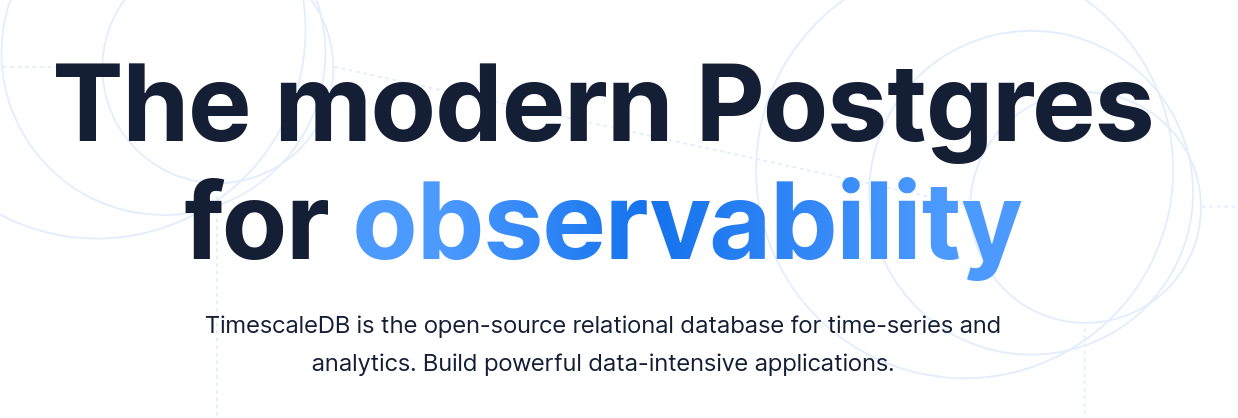 The modern Postgres
for observability
TimescaleDB is the open-source relational database for time-series and
analytics. Build powerful data-intensive applications.